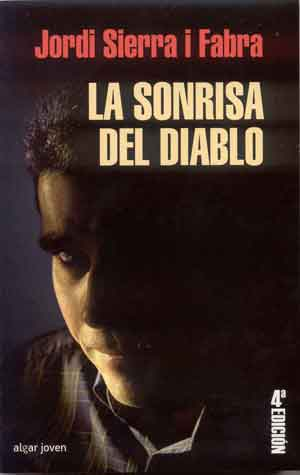 Jordi Sierra i Fabra
LA SONRISA
DEL DIABLO
4ª EDICIÓN
algar joven